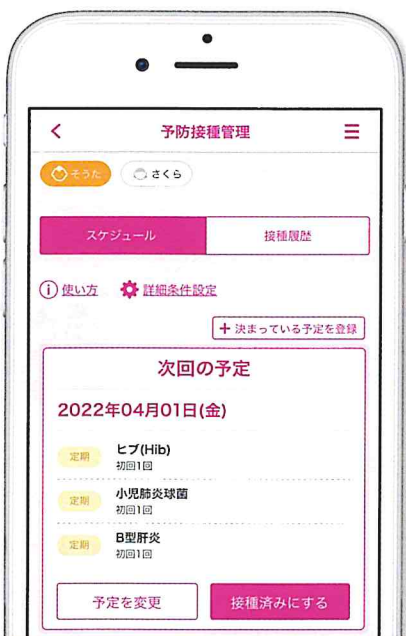 予防接種管理
そうた
さくら
スケジュール
接種履歴
使い方
詳細条件設定
+ 決まっている予定を登録
次回の予定
2022年04月01日(金)
定期
ヒブ(Hib)
初回1回
定期
小児肺炎球菌
初回1回
定期
B型肝炎
初回1回
予定を変更
接種済みにする